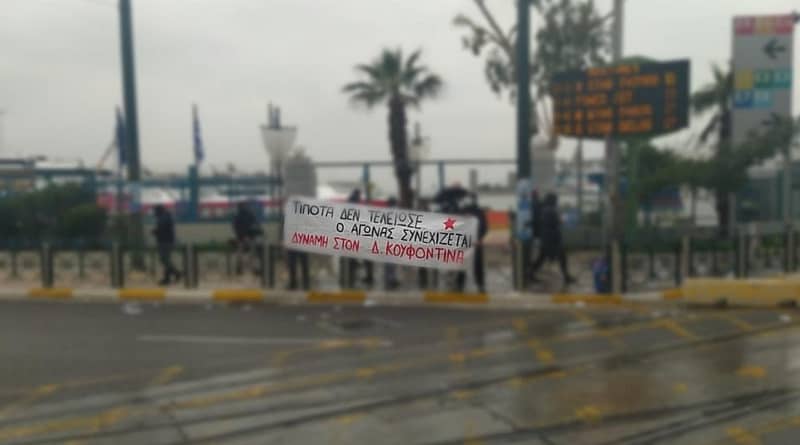 ΤΙΠΟΤΑ ΔΕΝ ΤΕΛΕΙΩΣΕ
Ο ΑΓΩΝΑΣ ΣΥΝΕΧΙΖΕΤΑΙ
ΔΥΝΑΜΗ ΣΤΟΝ Δ.ΚΟΥΦΟΝΤΙΝΑ